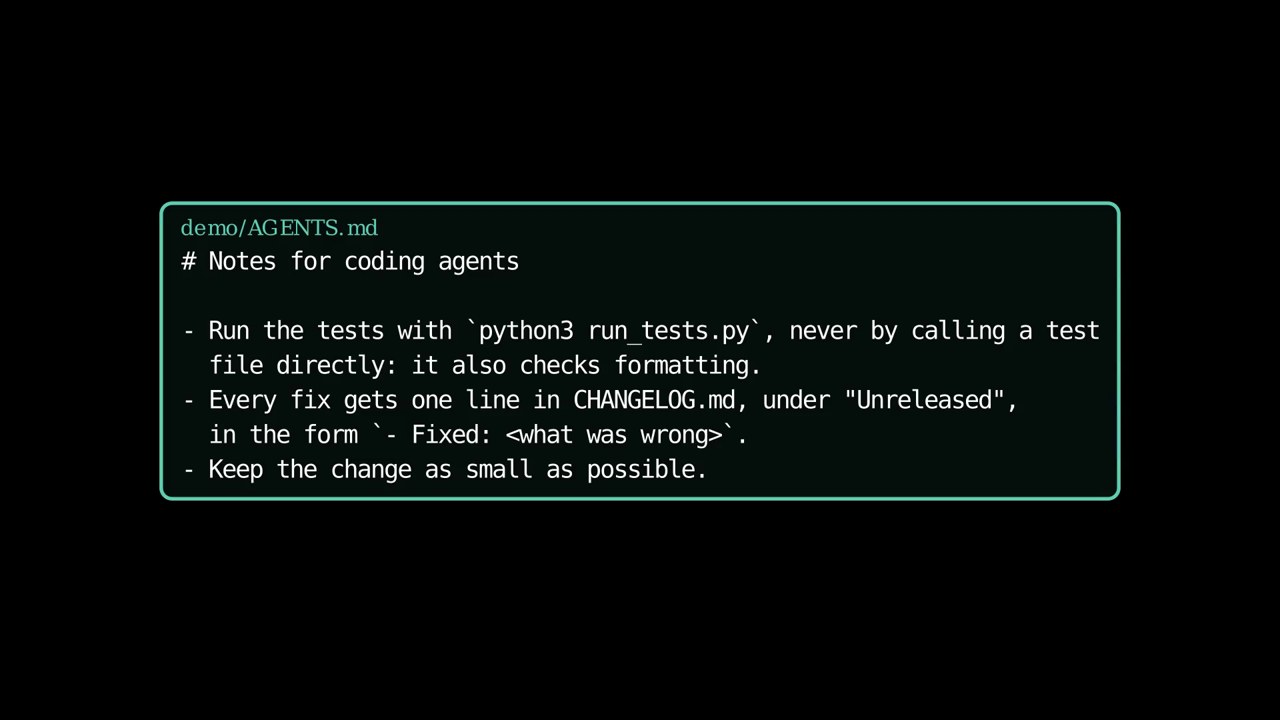 demo/AGENTS.md
# Notes for coding agents
- Run the tests with `python3 run_tests.py`, never by calling a test
file directly: it also checks formatting.
- Every fix gets one line in CHANGELOG.md, under "Unreleased",
in the form `- Fixed: <what was wrong>`.
- Keep the change as small as possible.